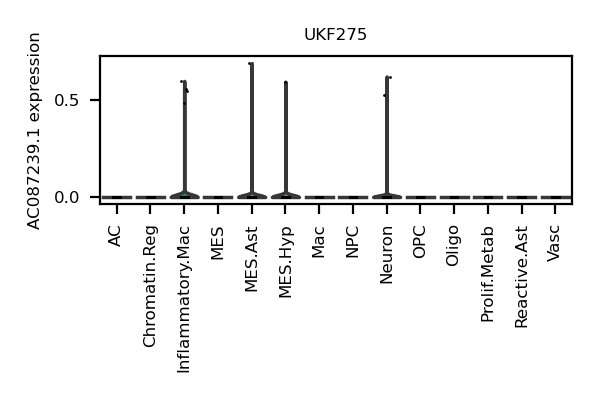 UKF275
AC087239.1 expression
0.5
0.0
AC
Chromatin.Reg
Inflammatory.Mac
MES
MES.Ast
MES.Hyp
Mac
NPC
Neuron
OPC
Oligo
Prolif.Metab
Reactive.Ast
Vasc